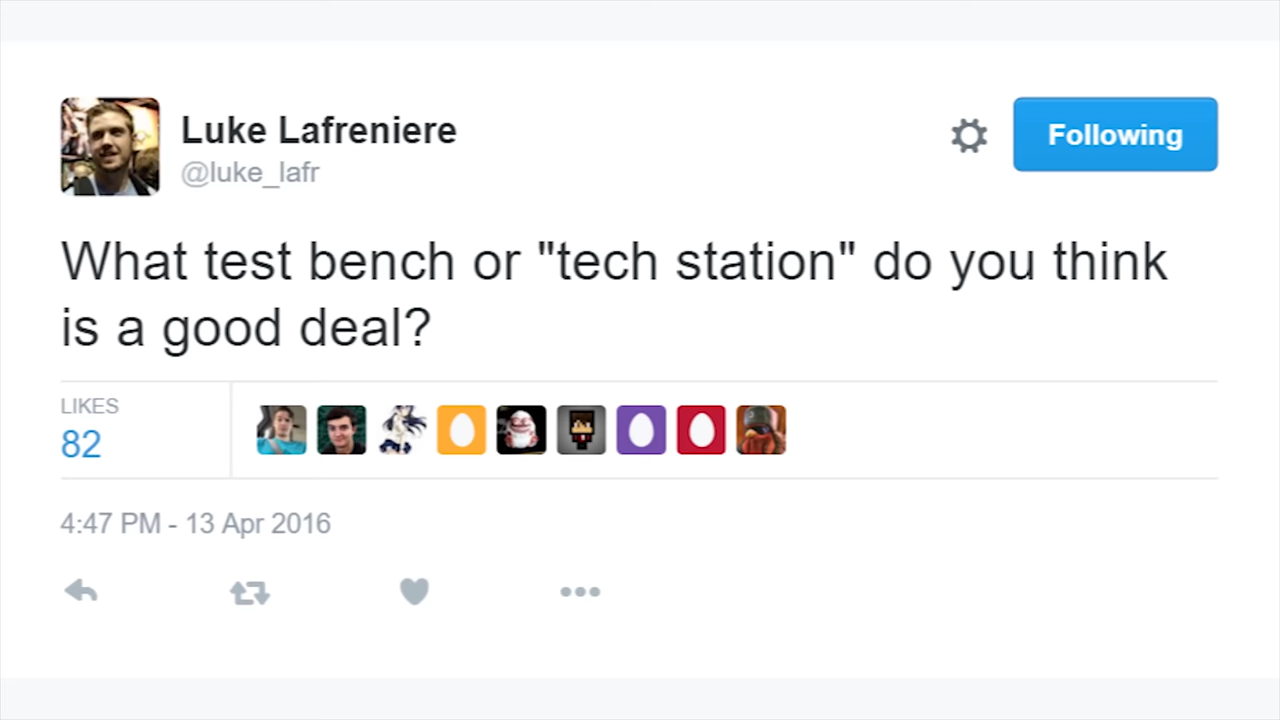 Luke Lafreniere
@luke_lafr
Following
What test bench or "tech station" do you think
is a good deal?
LIKES
82
4:47 PM - 13 Apr 2016